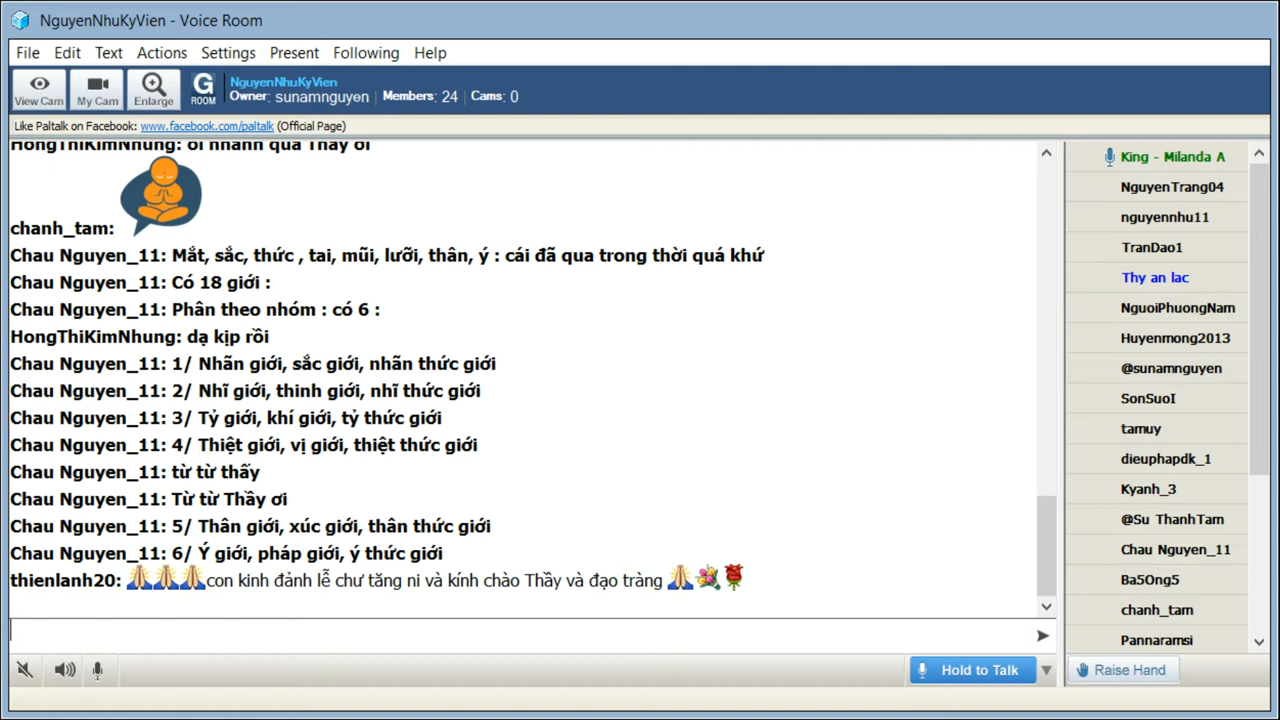 NguyenNhuKyVien - Voice Room
File Edit Text Actions Settings Present Following Help
View Cam
My Cam
Enlarge
G
ROOM
NguyenNhuKyVien
Owner: sunamnguyen | Members: 24 | Cams: 0
Like Paltalk on Facebook: www.facebook.com/paltalk (Official Page)
HongThiKimNhung: ơi nhanh quá Thầy ơi
chanh_tam:
Chau Nguyen_11: Mắt, sắc, thức , tai, mũi, lưỡi, thân, ý : cái đã qua trong thời quá khứ
Chau Nguyen_11: Có 18 giới :
Chau Nguyen_11: Phân theo nhóm : có 6 :
HongThiKimNhung: dạ kịp rồi
Chau Nguyen_11: 1/ Nhãn giới, sắc giới, nhãn thức giới
Chau Nguyen_11: 2/ Nhĩ giới, thinh giới, nhĩ thức giới
Chau Nguyen_11: 3/ Tỷ giới, khí giới, tỷ thức giới
Chau Nguyen_11: 4/ Thiệt giới, vị giới, thiệt thức giới
Chau Nguyen_11: từ từ thấy
Chau Nguyen_11: Từ từ Thầy ơi
Chau Nguyen_11: 5/ Thân giới, xúc giới, thân thức giới
Chau Nguyen_11: 6/ Ý giới, pháp giới, ý thức giới
thienlanh20: 🙏🙏🙏con kinh đảnh lễ chư tăng ni và kính chào Thầy và đạo tràng 🙏💐🌹
Hold to Talk
King - Milanda A
NguyenTrang04
nguyennhu11
TranDao1
Thy an lac
NguoiPhuongNam
Huyenmong2013
@sunamnguyen
SonSuoI
tamuy
dieuphapdk_1
Kyanh_3
@Su ThanhTam
Chau Nguyen_11
Ba5Ong5
chanh_tam
Pannaramsi
Raise Hand